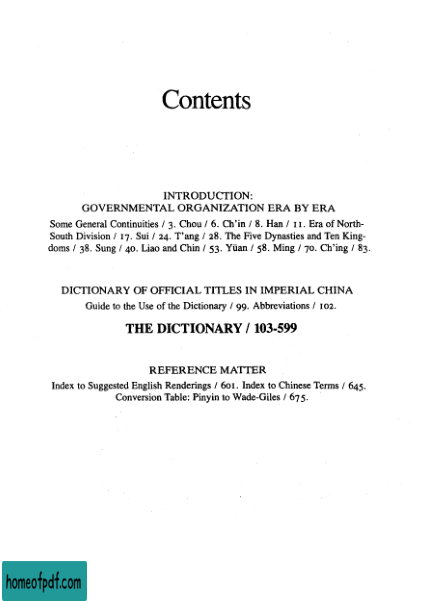 Contents
INTRODUCTION:
GOVERNMENTAL ORGANIZATION ERA BY ERA
Some General Continuities / 3. Chou / 6. Ch'in / 8. Han / 11. Era of North-
South Division / 17. Sui / 24. T'ang / 28. The Five Dynasties and Ten King-
doms / 38. Sung / 40. Liao and Chin / 53. Yüan / 58. Ming / 70. Ch'ing / 83.
DICTIONARY OF OFFICIAL TITLES IN IMPERIAL CHINA
Guide to the Use of the Dictionary / 99. Abbreviations / 102.
THE DICTIONARY / 103-599
REFERENCE MATTER
Index to Suggested English Renderings / 601. Index to Chinese Terms / 645.
Conversion Table: Pinyin to Wade-Giles / 675.
homeofpdf.com